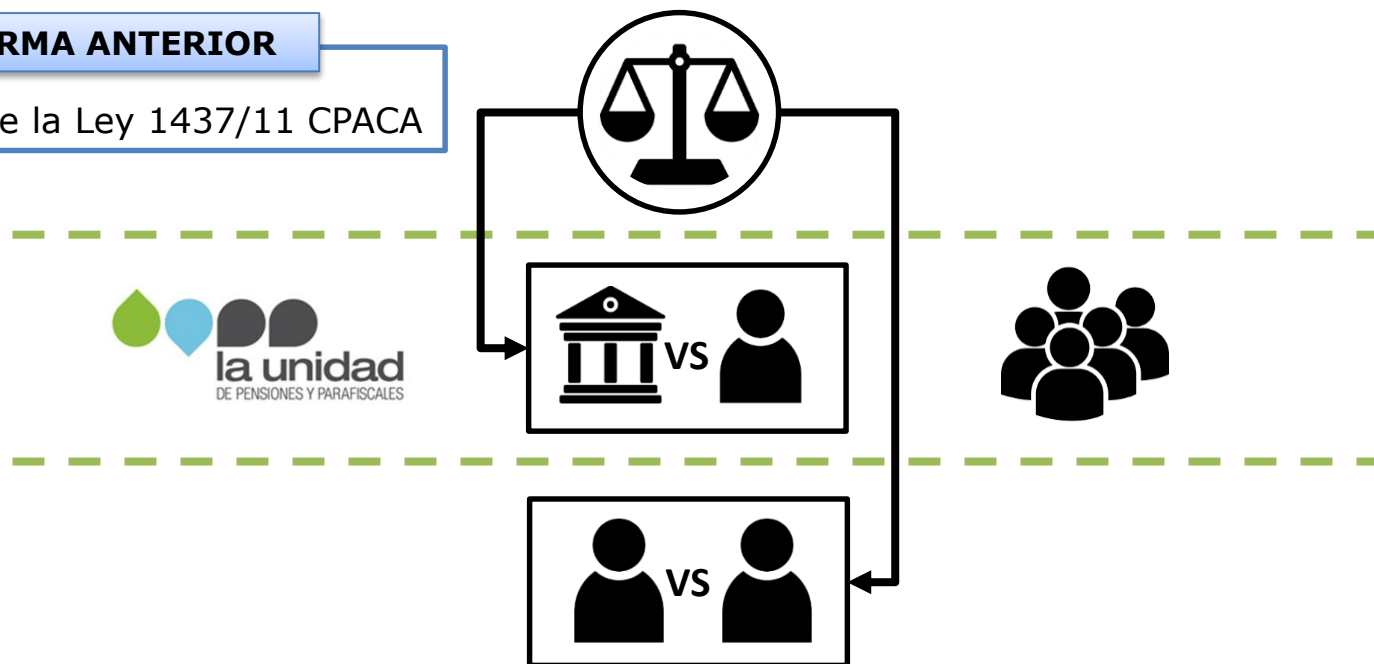 RMA ANTERIOR
e la Ley 1437/11 CPACA
VS
la unidad
DE PENSIONES Y PARAFISCALES
VS